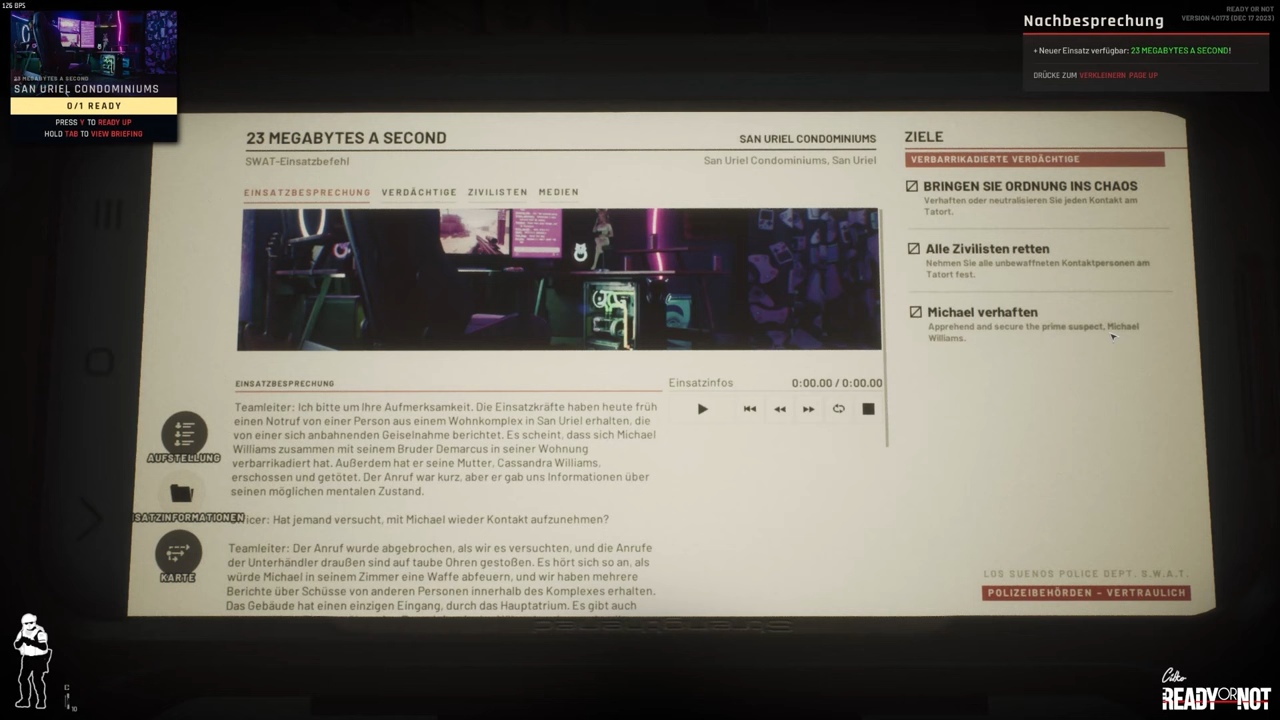 126 BPS
READY OR NOT
VERSION 40173 (DEC 17 2023)
Nachbesprechung
+ Neuer Einsatz verfügbar: 23 MEGABYTES A SECOND!
DRÜCKE ZUM VERKLEINERN PAGE UP
23 MEGABYTES A SECOND
SAN URIEL CONDOMINIUMS
0/1 READY
PRESS Y TO READY UP
HOLD TAB TO VIEW BRIEFING
23 MEGABYTES A SECOND
SAN URIEL CONDOMINIUMS
SWAT-Einsatzbefehl
San Uriel Condominiums, San Uriel
EINSATZBESPRECHUNG VERDÄCHTIGE ZIVILISTEN MEDIEN
EINSATZBESPRECHUNG
Einsatzinfos 0:00.00 / 0:00.00
Teamleiter: Ich bitte um Ihre Aufmerksamkeit. Die Einsatzkräfte haben heute früh
einen Notruf von einer Person aus einem Wohnkomplex in San Uriel erhalten, die
von einer sich anbahnenden Geiselnahme berichtet. Es scheint, dass sich Michael
Williams zusammen mit seinem Bruder Demarcus in seiner Wohnung
verbarrikadiert hat. Außerdem hat er seine Mutter, Cassandra Williams,
erschossen und getötet. Der Anruf war kurz, aber er gab uns Informationen über
seinen möglichen mentalen Zustand.
icer: Hat jemand versucht, mit Michael wieder Kontakt aufzunehmen?
Teamleiter: Der Anruf wurde abgebrochen, als wir es versuchten, und die Anrufe
der Unterhändler draußen sind auf taube Ohren gestoßen. Es hört sich so an, als
würde Michael in seinem Zimmer eine Waffe abfeuern, und wir haben mehrere
Berichte über Schüsse von anderen Personen innerhalb des Komplexes erhalten.
Das Gebäude hat einen einzigen Eingang, durch das Hauptatrium. Es gibt auch
AUFSTELLUNG
SATZINFORMATIONEN
KARTE
ZIELE
VERBARRIKADIERTE VERDÄCHTIGE
BRINGEN SIE ORDNUNG INS CHAOS
Verhaften oder neutralisieren Sie jeden Kontakt am
Tatort.
Alle Zivilisten retten
Nehmen Sie alle unbewaffneten Kontaktpersonen am
Tatort fest.
Michael verhaften
Apprehend and secure the prime suspect, Michael
Williams.
LOS SUENOS POLICE DEPT. S.W.A.T.
POLIZEIBEHÖRDEN - VERTRAULICH
10
READY OR NOT